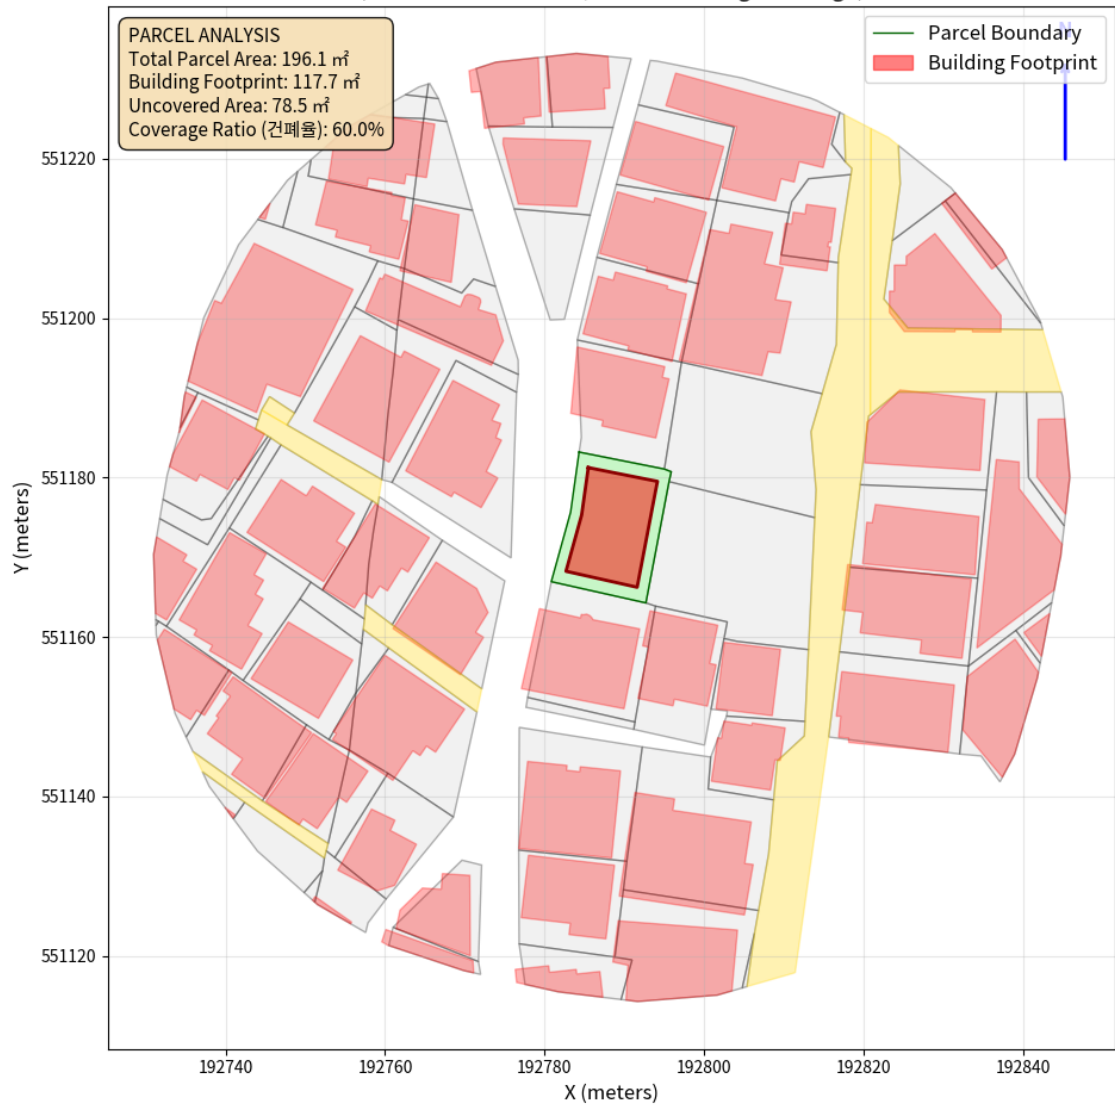 PARCEL ANALYSIS
Total Parcel Area: 196.1 ㎡
Building Footprint: 117.7 ㎡
Uncovered Area: 78.5 ㎡
Coverage Ratio (건폐율): 60.0%
N
Parcel Boundary
Building Footprint
551220
551200
551180
551160
551140
551120
Y (meters)
192740
192760
192780
192800
192820
192840
X (meters)